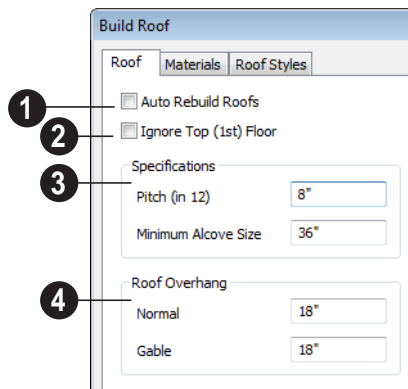 Build Roof
Roof Materials Roof Styles
1 Auto Rebuild Roofs
2 Ignore Top (1st) Floor
Specifications
3 Pitch (in 12) 8"
Minimum Alcove Size 36"
Roof Overhang
4 Normal 18"
Gable 18"